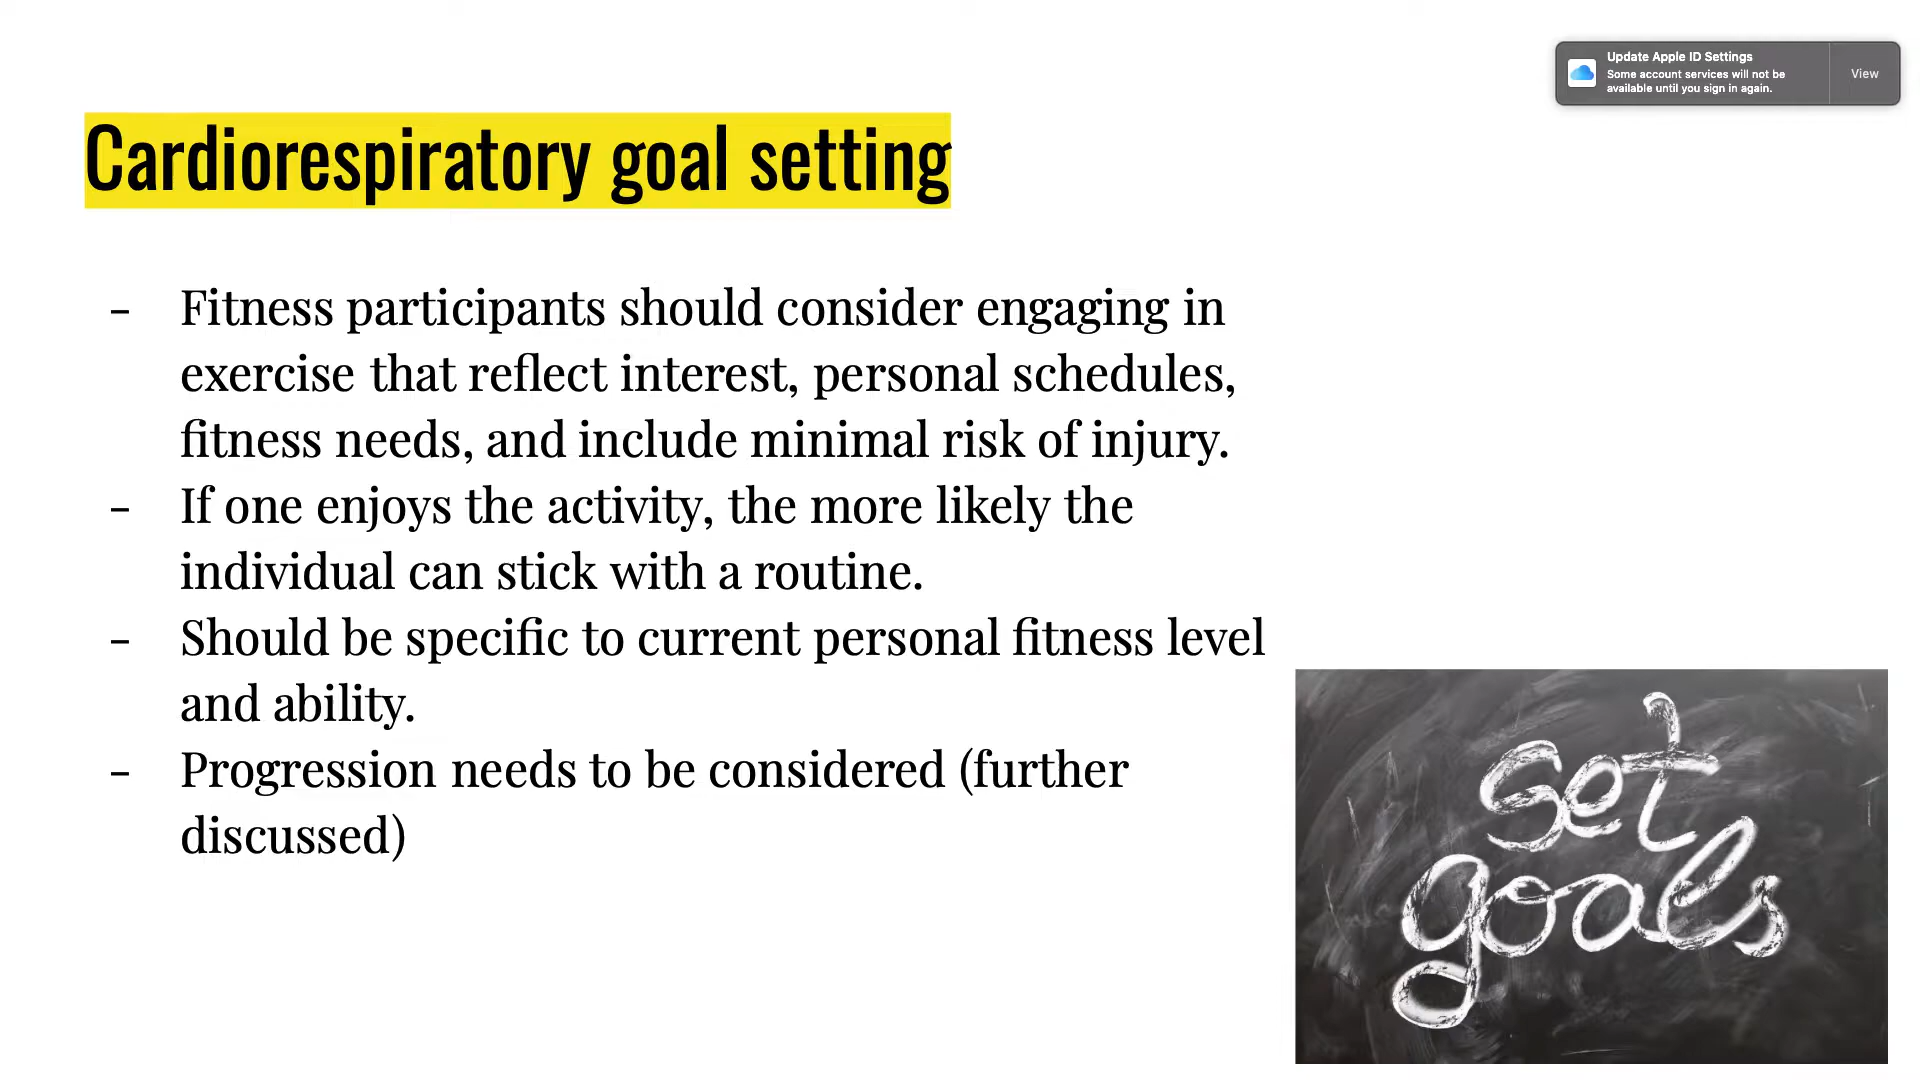 Update Apple ID Settings
Some account services will not be
available until you sign in again.
View
Cardiorespiratory goal setting
- Fitness participants should consider engaging in
exercise that reflect interest, personal schedules,
fitness needs, and include minimal risk of injury.
- If one enjoys the activity, the more likely the
individual can stick with a routine.
- Should be specific to current personal fitness level
and ability.
- Progression needs to be considered (further
discussed)
set
goals